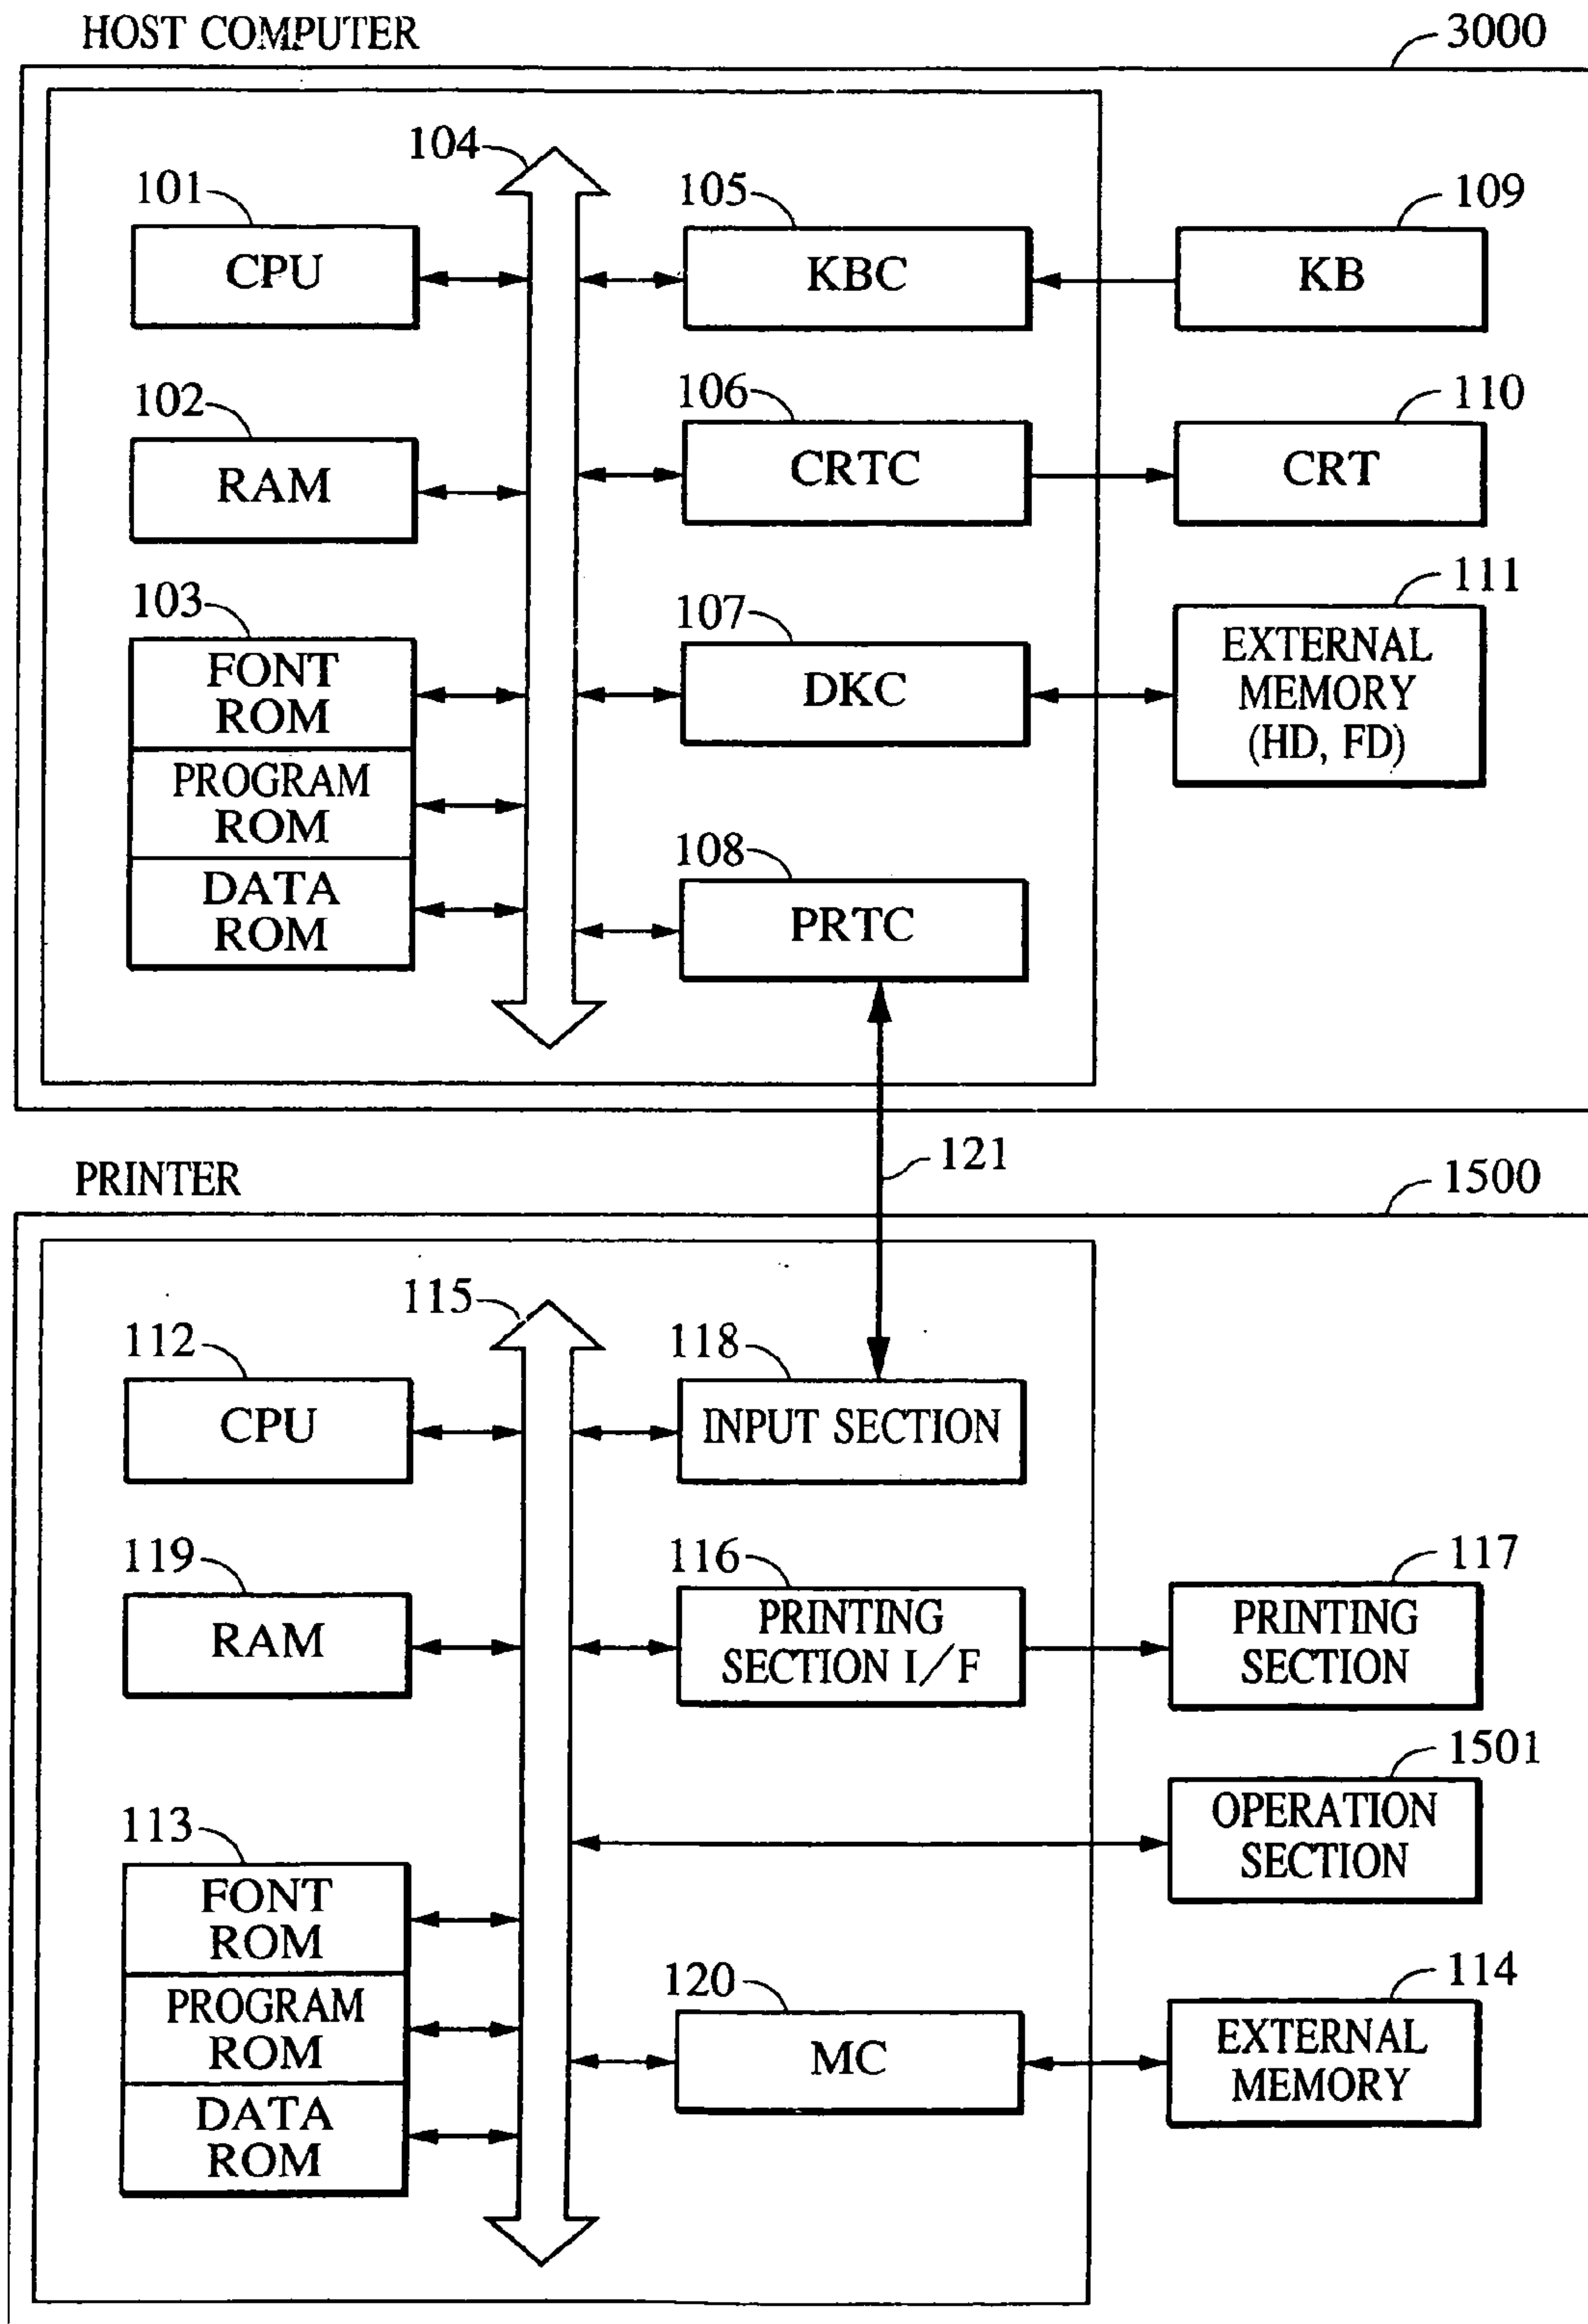 HOST COMPUTER
3000
104
101
CPU
105
KBC
109
KB
102
RAM
106
CRTC
110
CRT
103
FONT
ROM
PROGRAM
ROM
DATA
ROM
107
DKC
111
EXTERNAL
MEMORY
(HD, FD)
108
PRTC
121
PRINTER
1500
115
112
CPU
118
INPUT SECTION
119
RAM
116
PRINTING
SECTION I/F
117
PRINTING
SECTION
1501
OPERATION
SECTION
113
FONT
ROM
PROGRAM
ROM
DATA
ROM
120
MC
114
EXTERNAL
MEMORY